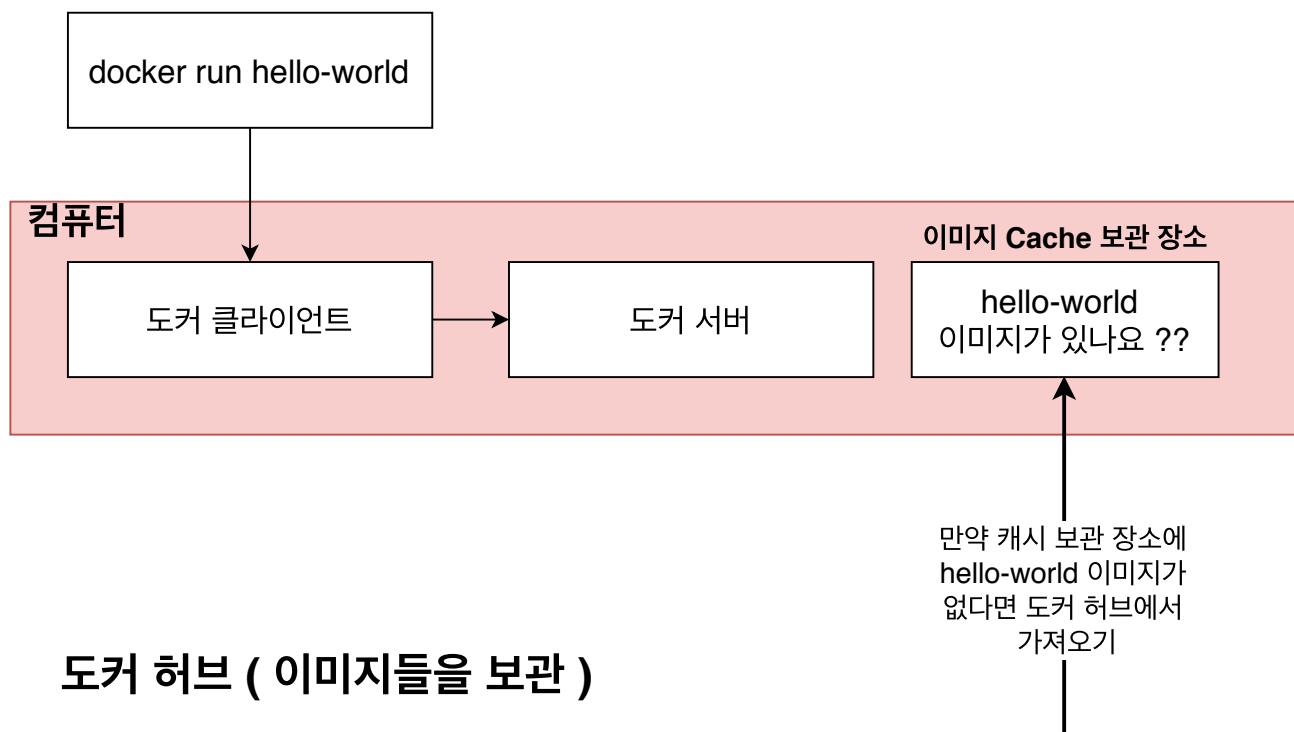 docker run hello-world
컴퓨터
이미지 Cache 보관 장소
도커 클라이언트
도커 서버
hello-world
이미지가 있나요 ??
만약 캐시 보관 장소에
hello-world 이미지가
없다면 도커 허브에서
가져오기
도커 허브 ( 이미지들을 보관 )